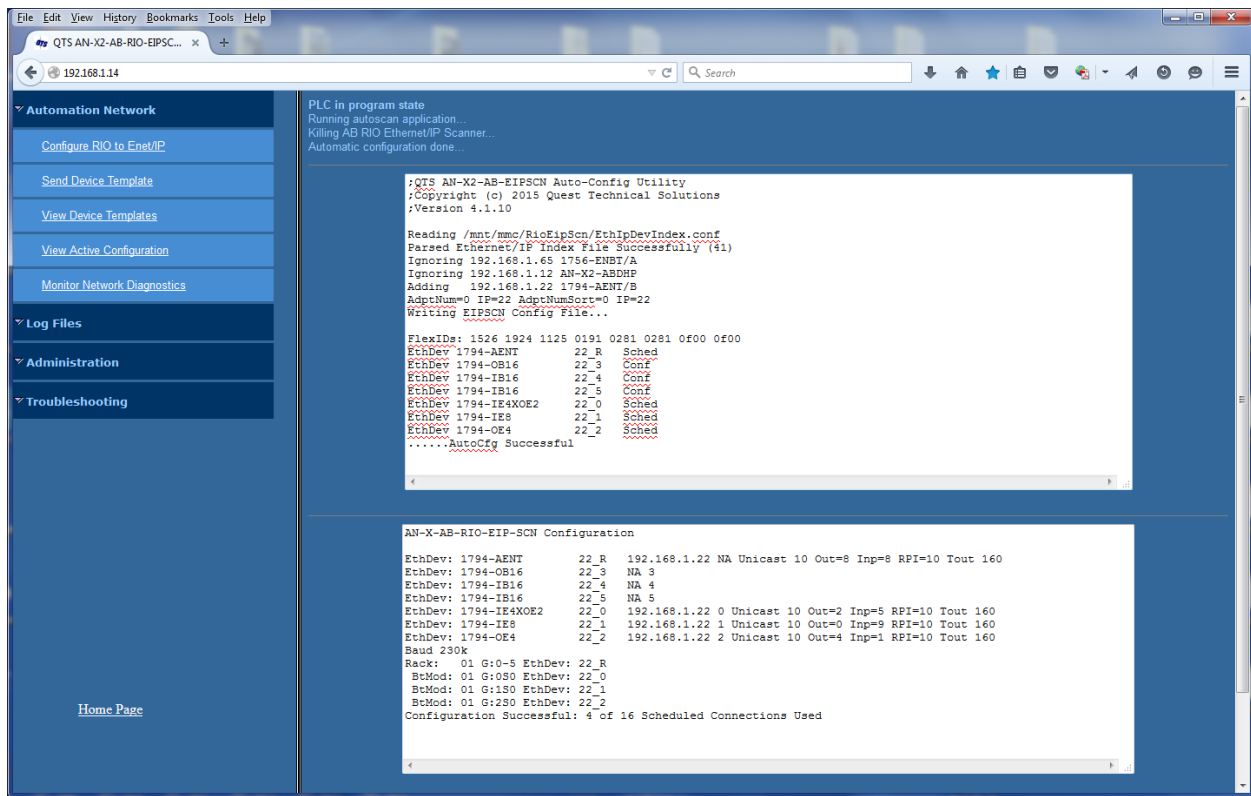 File Edit View History Bookmarks Tools Help
QTS AN-X2-AB-RIO-EIPSC... × +
192.168.1.14 Search
Automation Network
Configure RIO to Enet/IP
Send Device Template
View Device Templates
View Active Configuration
Monitor Network Diagnostics
Log Files
Administration
Troubleshooting
Home Page
PLC in program state
Running autoscan application...
Killing AB RIO Ethernet/IP Scanner...
Automatic configuration done...
;QTS AN-X2-AB-EIPSCN Auto-Config Utility
;Copyright (c) 2015 Quest Technical Solutions
;Version 4.1.10
Reading /mnt/mmc/RioEipScn/EthIpDevIndex.conf
Parsed Ethernet/IP Index File Successfully (41)
Ignoring 192.168.1.65 1756-ENBT/A
Ignoring 192.168.1.12 AN-X2-ABDHP
Adding 192.168.1.22 1794-AENT/B
AdptNum=0 IP=22 AdptNumSort=0 IP=22
Writing EIPSCN Config File...
FlexIDs: 1526 1924 1125 0191 0281 0281 0f00 0f00
EthDev 1794-AENT 22_R Sched
EthDev 1794-OB16 22_3 Conf
EthDev 1794-IB16 22_4 Conf
EthDev 1794-IB16 22_5 Conf
EthDev 1794-IE4XOE2 22_0 Sched
EthDev 1794-IE8 22_1 Sched
EthDev 1794-OE4 22_2 Sched
......AutoCfg Successful
AN-X-AB-RIO-EIP-SCN Configuration
EthDev: 1794-AENT 22_R 192.168.1.22 NA Unicast 10 Out=8 Inp=8 RPI=10 Tout 160
EthDev: 1794-OB16 22_3 NA 3
EthDev: 1794-IB16 22_4 NA 4
EthDev: 1794-IB16 22_5 NA 5
EthDev: 1794-IE4XOE2 22_0 192.168.1.22 0 Unicast 10 Out=2 Inp=5 RPI=10 Tout 160
EthDev: 1794-IE8 22_1 192.168.1.22 1 Unicast 10 Out=0 Inp=9 RPI=10 Tout 160
EthDev: 1794-OE4 22_2 192.168.1.22 2 Unicast 10 Out=4 Inp=1 RPI=10 Tout 160
Baud 230k
Rack: 01 G:0-5 EthDev: 22_R
BtMod: 01 G:0S0 EthDev: 22_0
BtMod: 01 G:1S0 EthDev: 22_1
BtMod: 01 G:2S0 EthDev: 22_2
Configuration Successful: 4 of 16 Scheduled Connections Used